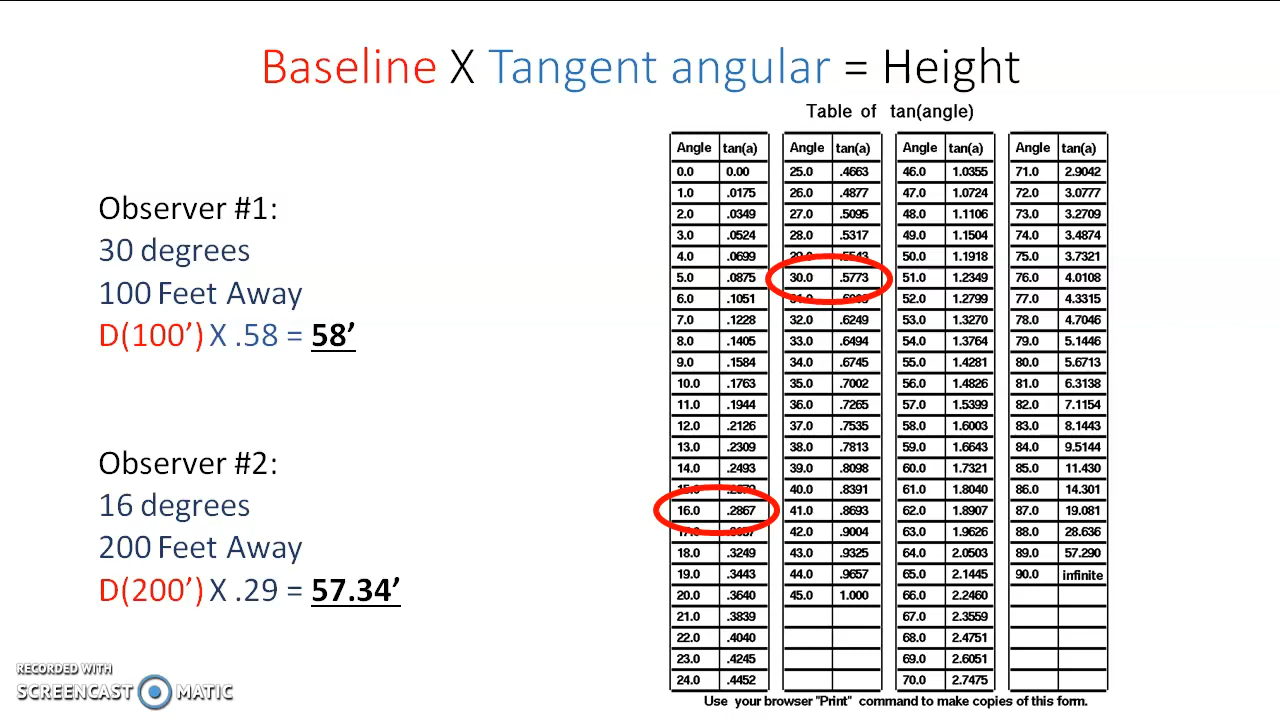 Baseline X Tangent angular = Height
Table of tan(angle)
Observer #1:
30 degrees
100 Feet Away
D(100’) X .58 = 58’
Observer #2:
16 degrees
200 Feet Away
D(200’) X .29 = 57.34’
Angle tan(a) Angle tan(a) Angle tan(a) Angle tan(a)
0.0 0.00 25.0 .4663 46.0 1.0355 71.0 2.9042
1.0 .0175 26.0 .4877 47.0 1.0724 72.0 3.0777
2.0 .0349 27.0 .5095 48.0 1.1106 73.0 3.2709
3.0 .0524 28.0 .5317 49.0 1.1504 74.0 3.4874
4.0 .0699 29.0 .5543 50.0 1.1918 75.0 3.7321
5.0 .0875 30.0 .5773 51.0 1.2349 76.0 4.0108
6.0 .1051 31.0 52.0 1.2799 77.0 4.3315
7.0 .1228 32.0 .6249 53.0 1.3270 78.0 4.7046
8.0 .1405 33.0 .6494 54.0 1.3764 79.0 5.1446
9.0 .1584 34.0 .6745 55.0 1.4281 80.0 5.6713
10.0 .1763 35.0 .7002 56.0 1.4826 81.0 6.3138
11.0 .1944 36.0 .7265 57.0 1.5399 82.0 7.1154
12.0 .2126 37.0 .7535 58.0 1.6003 83.0 8.1443
13.0 .2309 38.0 .7813 59.0 1.6643 84.0 9.5144
14.0 .2493 39.0 .8098 60.0 1.7321 85.0 11.430
15.0 40.0 .8391 61.0 1.8040 86.0 14.301
16.0 .2867 41.0 .8693 62.0 1.8907 87.0 19.081
17.0 42.0 .9004 63.0 1.9626 88.0 28.636
18.0 .3249 43.0 .9325 64.0 2.0503 89.0 57.290
19.0 .3443 44.0 .9657 65.0 2.1445 90.0 infinite
20.0 .3640 45.0 1.000 66.0 2.2460
21.0 .3839 67.0 2.3559
22.0 .4040 68.0 2.4751
23.0 .4245 69.0 2.6051
24.0 .4452 70.0 2.7475
Use your browser "Print" command to make copies of this form.
RECORDED WITH
SCREENCAST MATIC